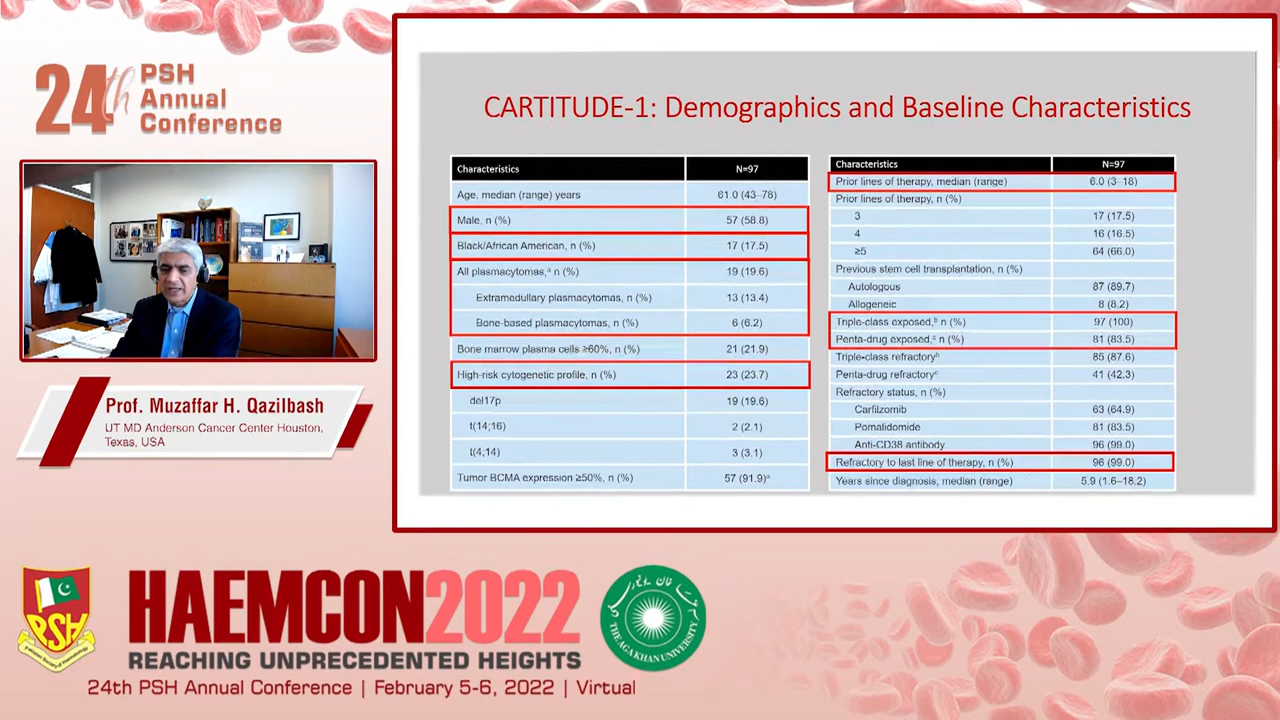 24th PSH
Annual
Conference
Prof. Muzaffar H. Qazilbash
UT MD Anderson Cancer Center Houston,
Texas, USA
CARTITUDE-1: Demographics and Baseline Characteristics
Characteristics N=97
Age, median (range) years 61.0 (43–78)
Male, n (%) 57 (58.8)
Black/African American, n (%) 17 (17.5)
All plasmacytomas,ᵃ n (%) 19 (19.6)
Extramedullary plasmacytomas, n (%) 13 (13.4)
Bone-based plasmacytomas, n (%) 6 (6.2)
Bone marrow plasma cells ≥60%, n (%) 21 (21.9)
High-risk cytogenetic profile, n (%) 23 (23.7)
del17p 19 (19.6)
t(14;16) 2 (2.1)
t(4;14) 3 (3.1)
Tumor BCMA expression ≥50%, n (%) 57 (91.9)ᵃ
Characteristics N=97
Prior lines of therapy, median (range) 6.0 (3–18)
Prior lines of therapy, n (%)
3 17 (17.5)
4 16 (16.5)
≥5 64 (66.0)
Previous stem cell transplantation, n (%)
Autologous 87 (89.7)
Allogeneic 8 (8.2)
Triple-class exposed,ᵇ n (%) 97 (100)
Penta-drug exposed,ᶜ n (%) 81 (83.5)
Triple-class refractoryᵇ 85 (87.6)
Penta-drug refractoryᶜ 41 (42.3)
Refractory status, n (%)
Carfilzomib 63 (64.9)
Pomalidomide 81 (83.5)
Anti-CD38 antibody 96 (99.0)
Refractory to last line of therapy, n (%) 96 (99.0)
Years since diagnosis, median (range) 5.9 (1.6–18.2)
PSH
HAEMCON2022
REACHING UNPRECEDENTED HEIGHTS
THE AGA KHAN UNIVERSITY
24th PSH Annual Conference | February 5-6, 2022 | Virtual